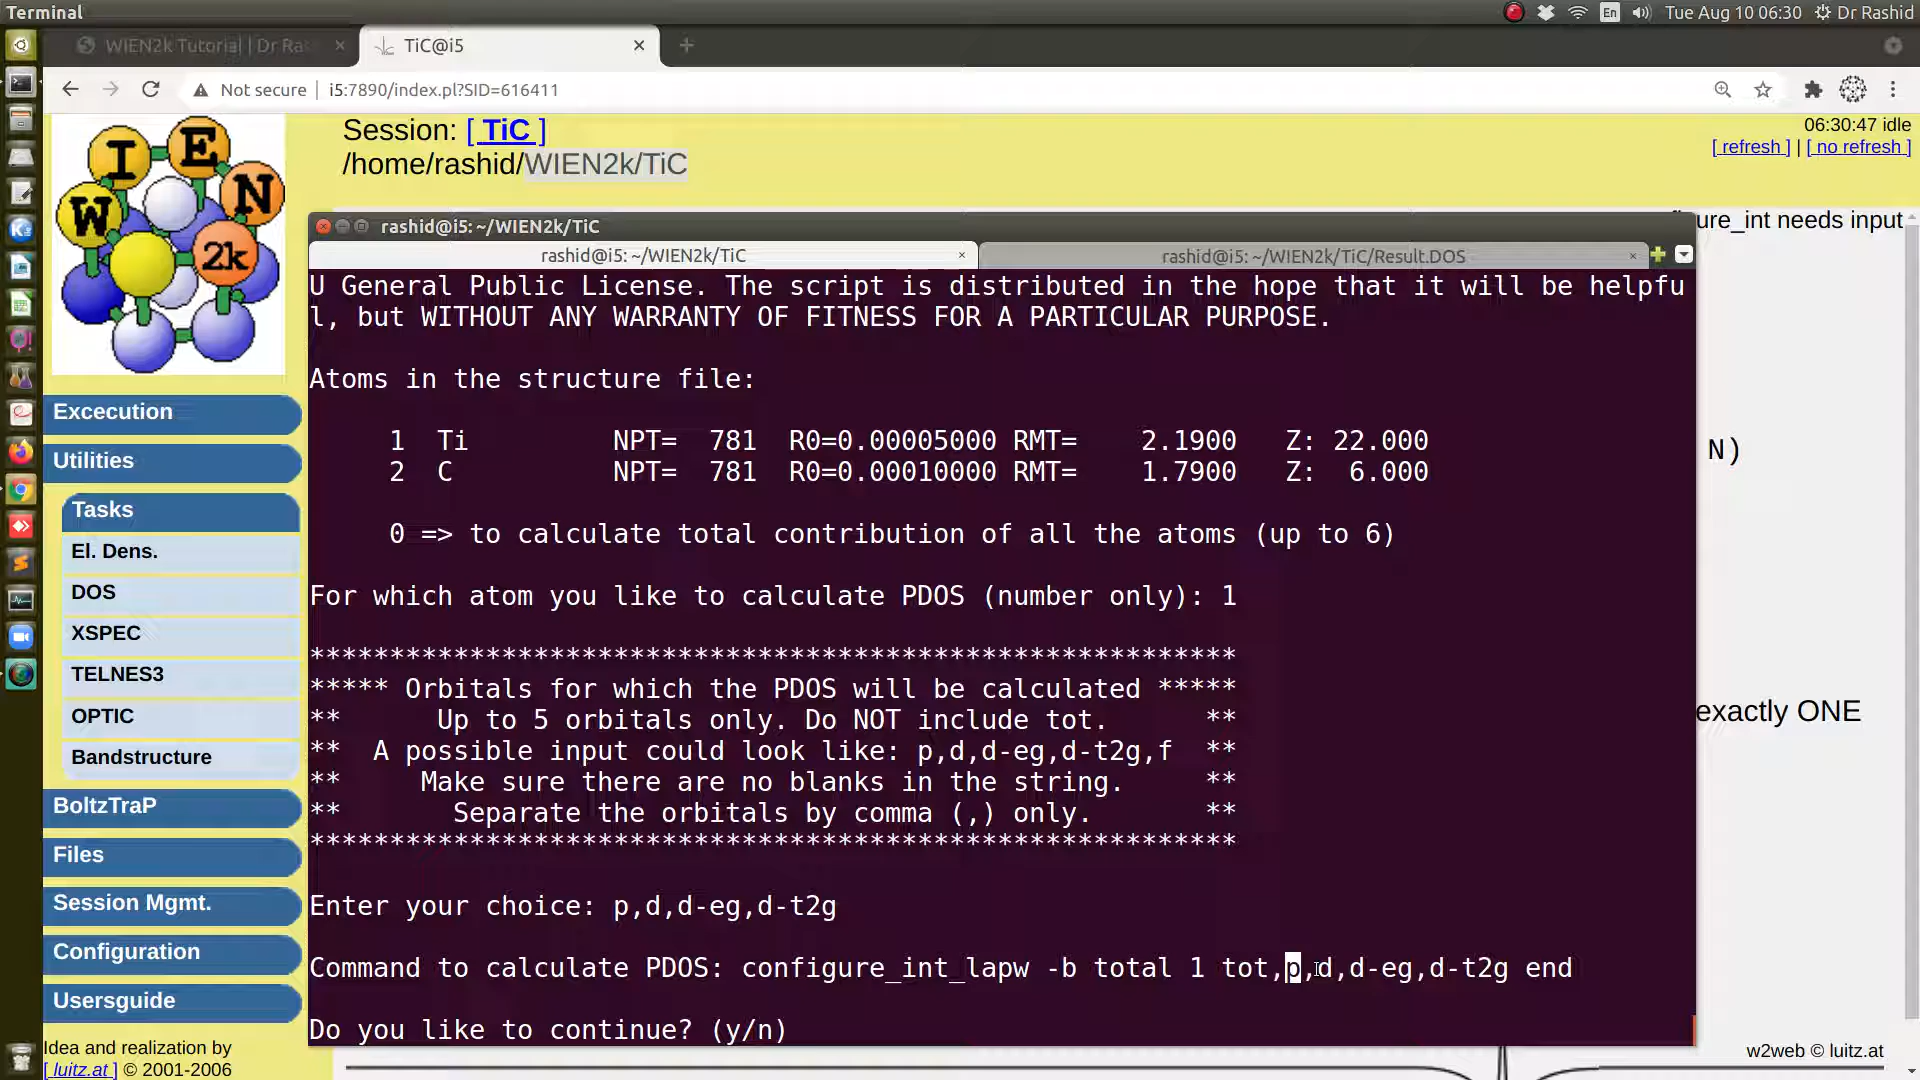 Terminal
En
Tue Aug 10 06:30
Dr Rashid
WIEN2k Tutorial | Dr Ras
TiC@i5
Not secure | i5:7890/index.pl?SID=616411
W I E N 2k
Session: [ TiC ]
/home/rashid/WIEN2k/TiC
06:30:47 idle
[ refresh ] | [ no refresh ]
rashid@i5: ~/WIEN2k/TiC
rashid@i5: ~/WIEN2k/TiC
rashid@i5: ~/WIEN2k/TiC/Result.DOS
U General Public License. The script is distributed in the hope that it will be helpfu
l, but WITHOUT ANY WARRANTY OF FITNESS FOR A PARTICULAR PURPOSE.
Atoms in the structure file:
1 Ti NPT= 781 R0=0.00005000 RMT= 2.1900 Z: 22.000
2 C NPT= 781 R0=0.00010000 RMT= 1.7900 Z: 6.000
0 => to calculate total contribution of all the atoms (up to 6)
For which atom you like to calculate PDOS (number only): 1
**********************************************************
***** Orbitals for which the PDOS will be calculated *****
** Up to 5 orbitals only. Do NOT include tot. **
** A possible input could look like: p,d,d-eg,d-t2g,f **
** Make sure there are no blanks in the string. **
** Separate the orbitals by comma (,) only. **
**********************************************************
Enter your choice: p,d,d-eg,d-t2g
Command to calculate PDOS: configure_int_lapw -b total 1 tot,p,d,d-eg,d-t2g end
Do you like to continue? (y/n)
ure_int needs input
N)
exactly ONE
Excecution
Utilities
Tasks
El. Dens.
DOS
XSPEC
TELNES3
OPTIC
Bandstructure
BoltzTraP
Files
Session Mgmt.
Configuration
Usersguide
Idea and realization by
[ luitz.at ] © 2001-2006
w2web © luitz.at